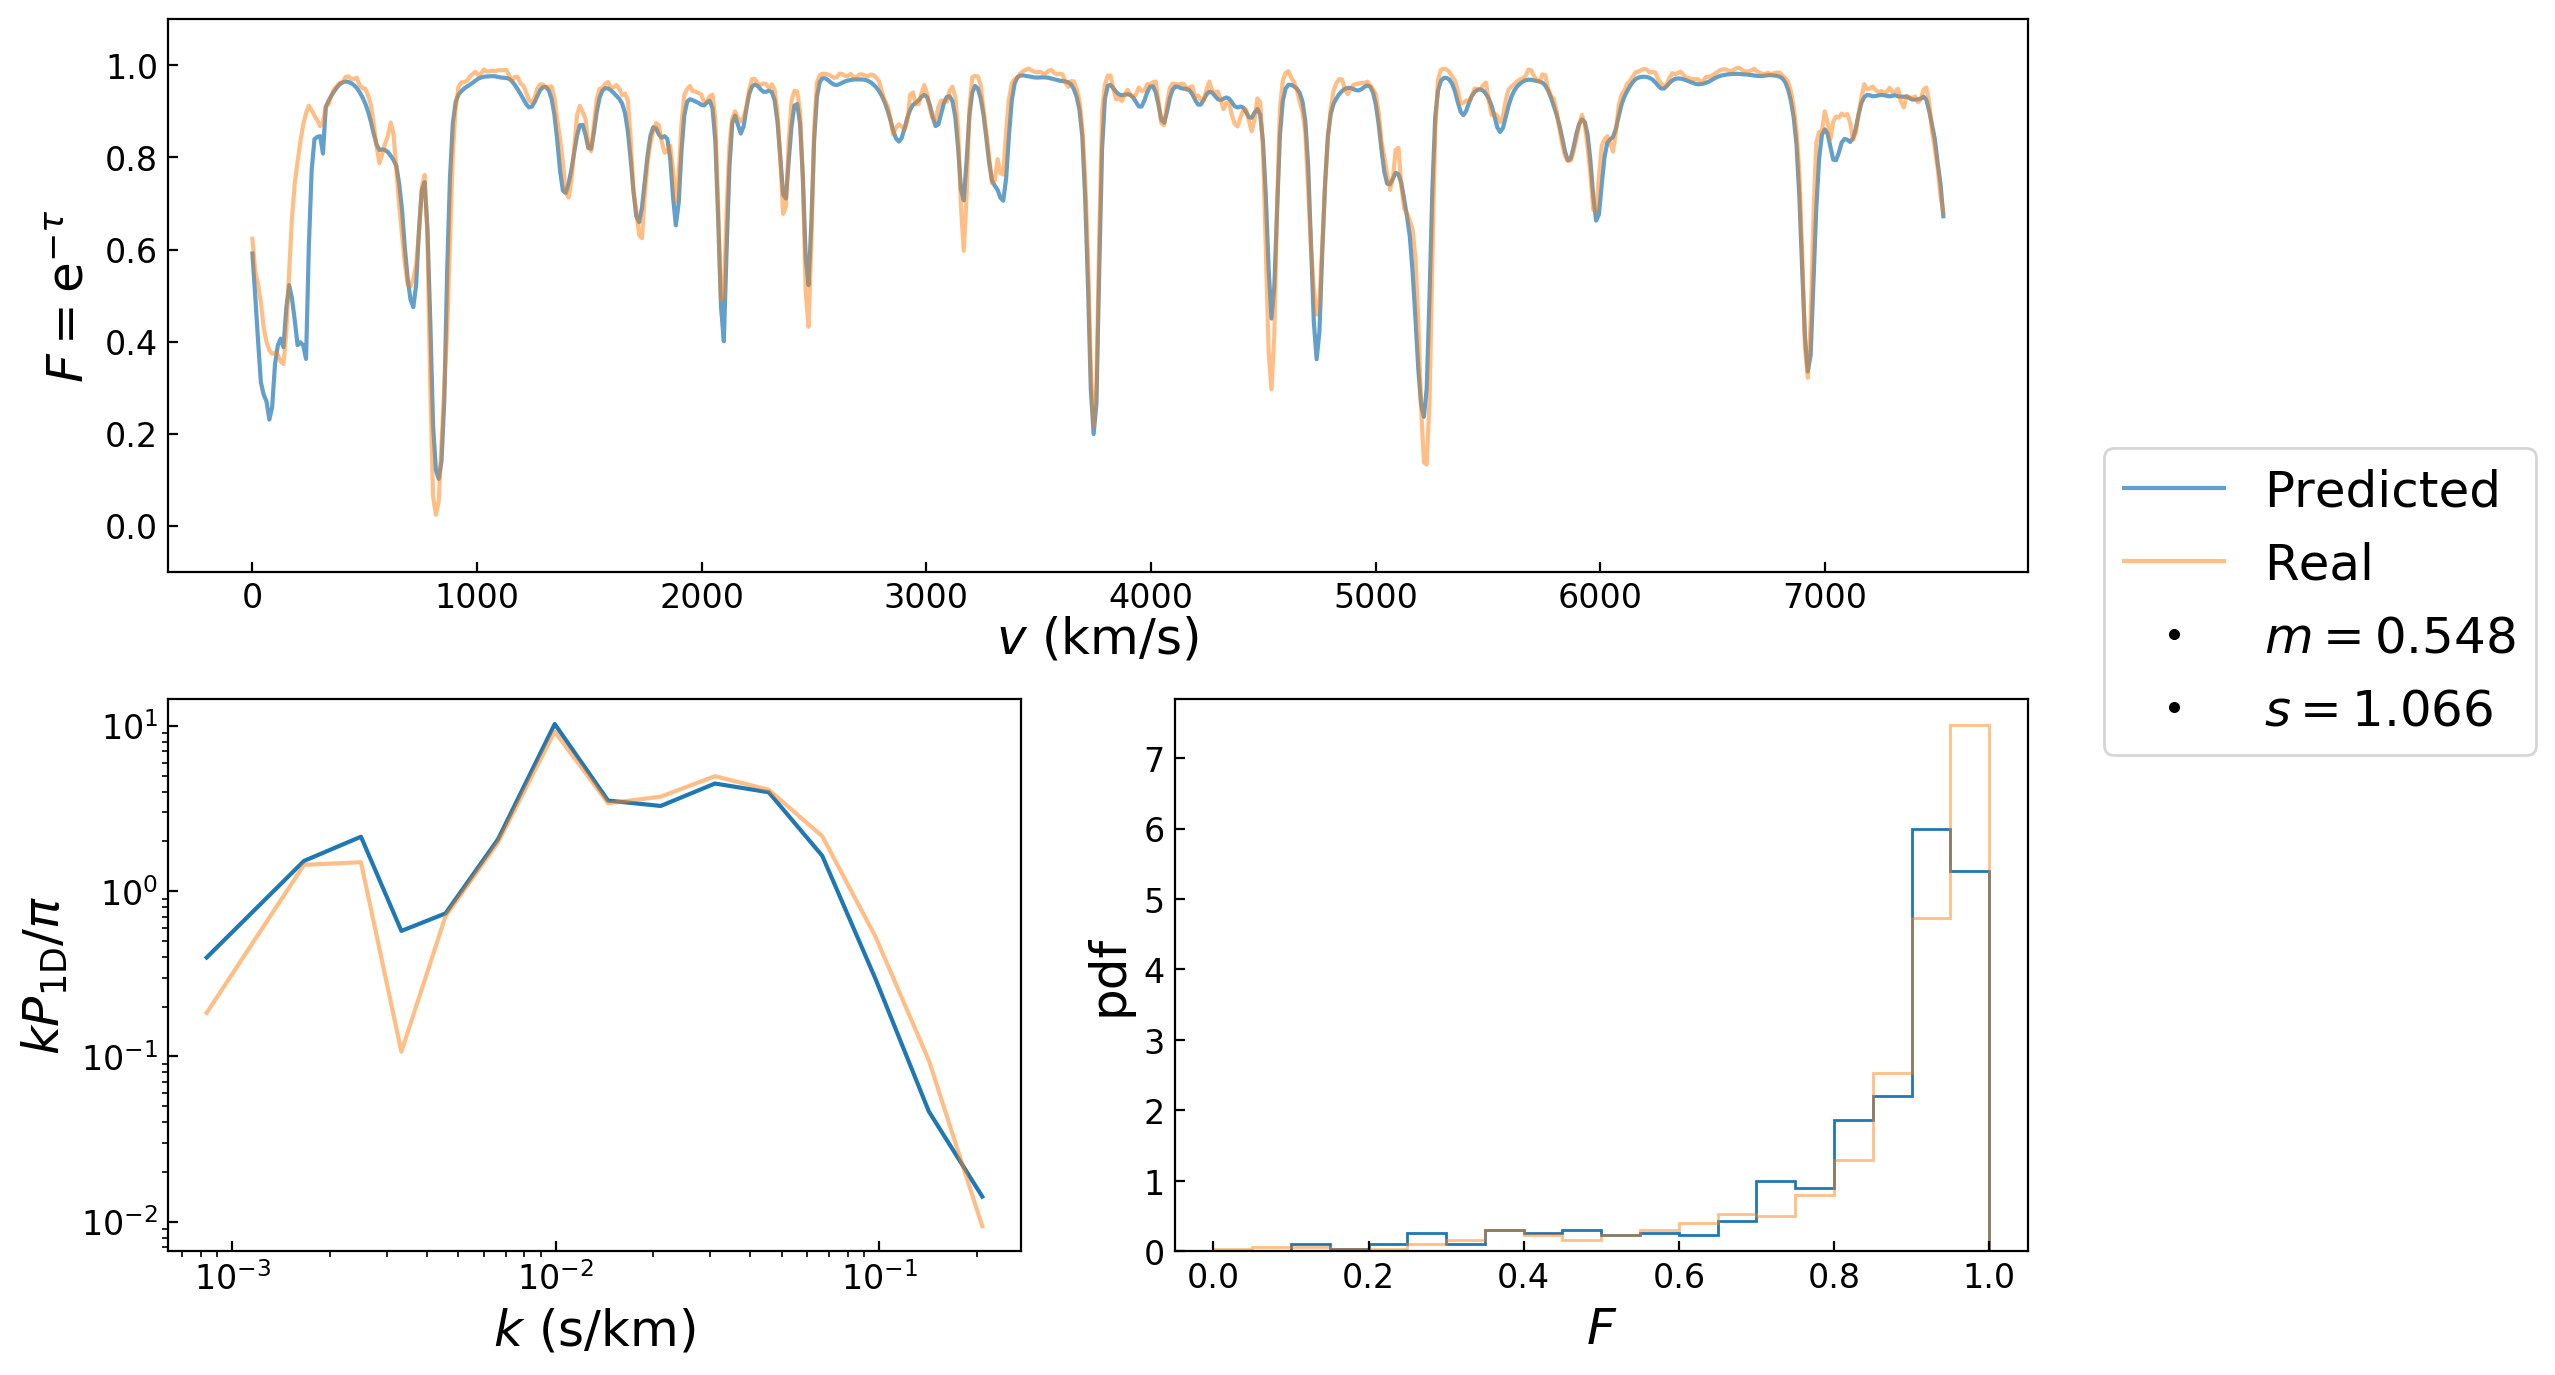 1.0
0.8
0.6
0.4
0.2
0.0
F = e^{−τ}
0 1000 2000 3000 4000 5000 6000 7000
v (km/s)
Predicted
Real
m = 0.548
s = 1.066
10^1
10^0
10^{−1}
10^{−2}
kP_{1D}/π
10^{−3} 10^{−2} 10^{−1}
k (s/km)
7
6
5
4
3
2
1
0
pdf
0.0 0.2 0.4 0.6 0.8 1.0
F